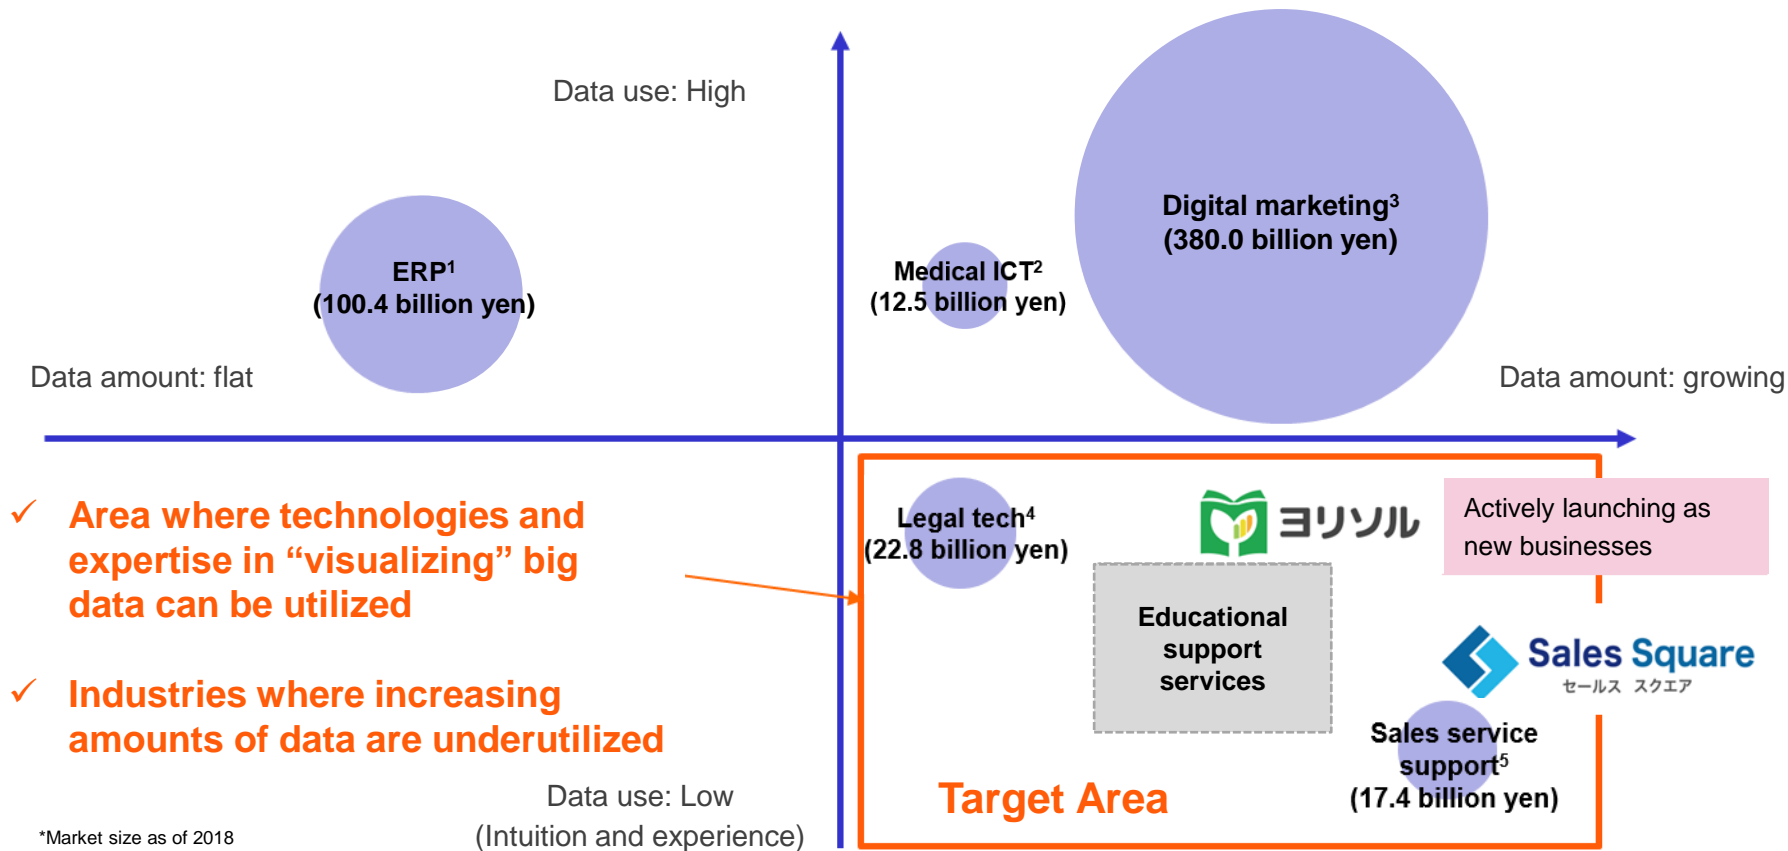 Data use: High
Digital marketing³
(380.0 billion yen)
ERP¹
(100.4 billion yen)
Medical ICT²
(12.5 billion yen)
Data amount: flat
Data amount: growing
✓ Area where technologies and
expertise in “visualizing” big
data can be utilized
✓ Industries where increasing
amounts of data are underutilized
Legal tech⁴
(22.8 billion yen)
ヨリソル
Actively launching as
new businesses
Educational
support
services
Sales Square
セールス スクエア
Sales service
support⁵
(17.4 billion yen)
Target Area
Data use: Low
(Intuition and experience)
*Market size as of 2018